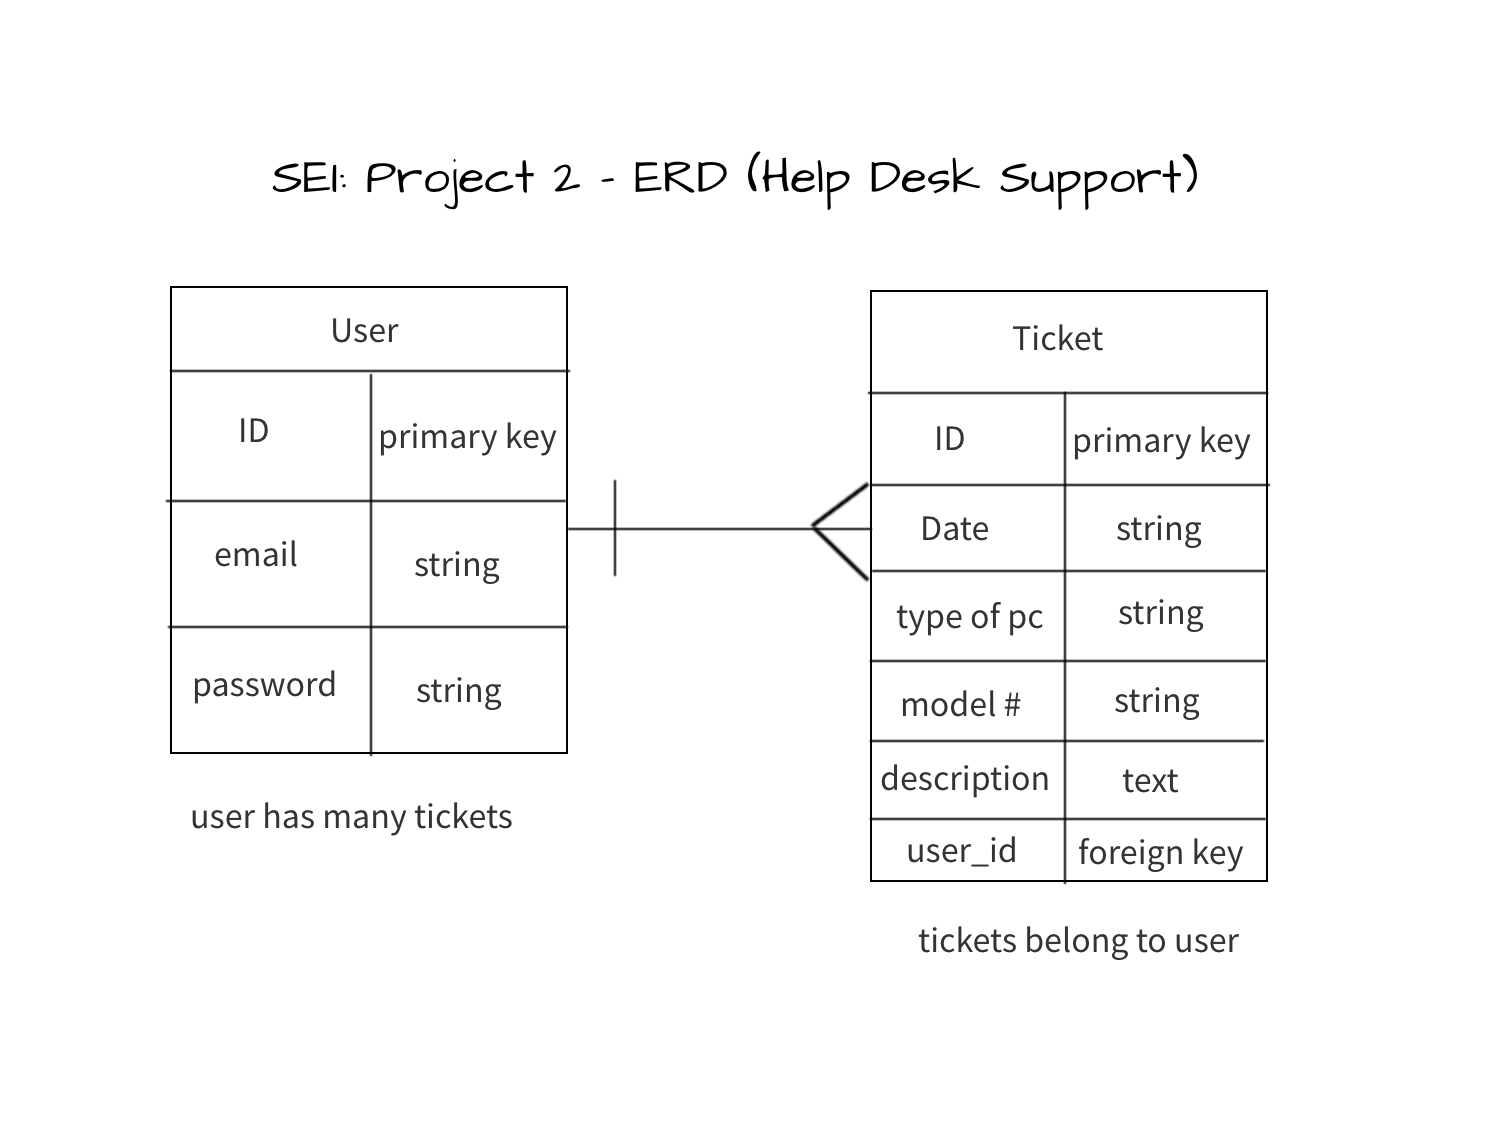 SEI: Project 2 - ERD (Help Desk Support)
User
ID primary key
email string
password string
user has many tickets
Ticket
ID primary key
Date string
type of pc string
model # string
description text
user_id foreign key
tickets belong to user